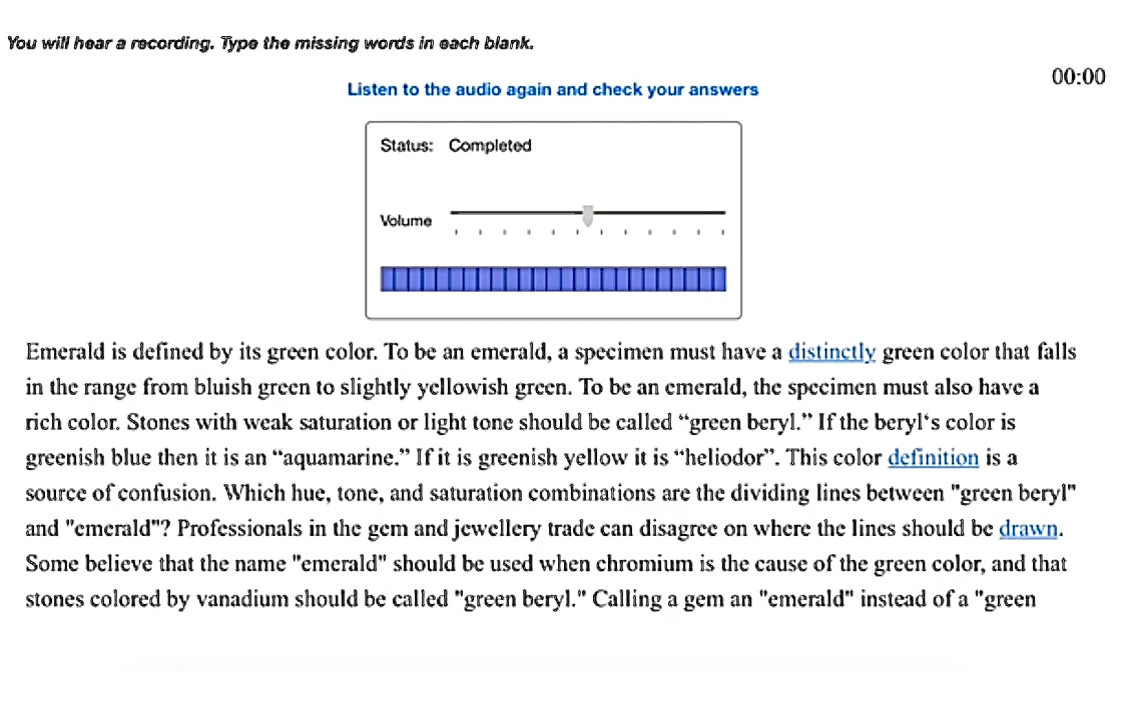 You will hear a recording. Type the missing words in each blank.
00:00
Listen to the audio again and check your answers
Status: Completed
Volume
Emerald is defined by its green color. To be an emerald, a specimen must have a distinctly green color that falls
in the range from bluish green to slightly yellowish green. To be an emerald, the specimen must also have a
rich color. Stones with weak saturation or light tone should be called “green beryl.” If the beryl‘s color is
greenish blue then it is an “aquamarine.” If it is greenish yellow it is “heliodor”. This color definition is a
source of confusion. Which hue, tone, and saturation combinations are the dividing lines between "green beryl"
and "emerald"? Professionals in the gem and jewellery trade can disagree on where the lines should be drawn.
Some believe that the name "emerald" should be used when chromium is the cause of the green color, and that
stones colored by vanadium should be called "green beryl." Calling a gem an "emerald" instead of a "green